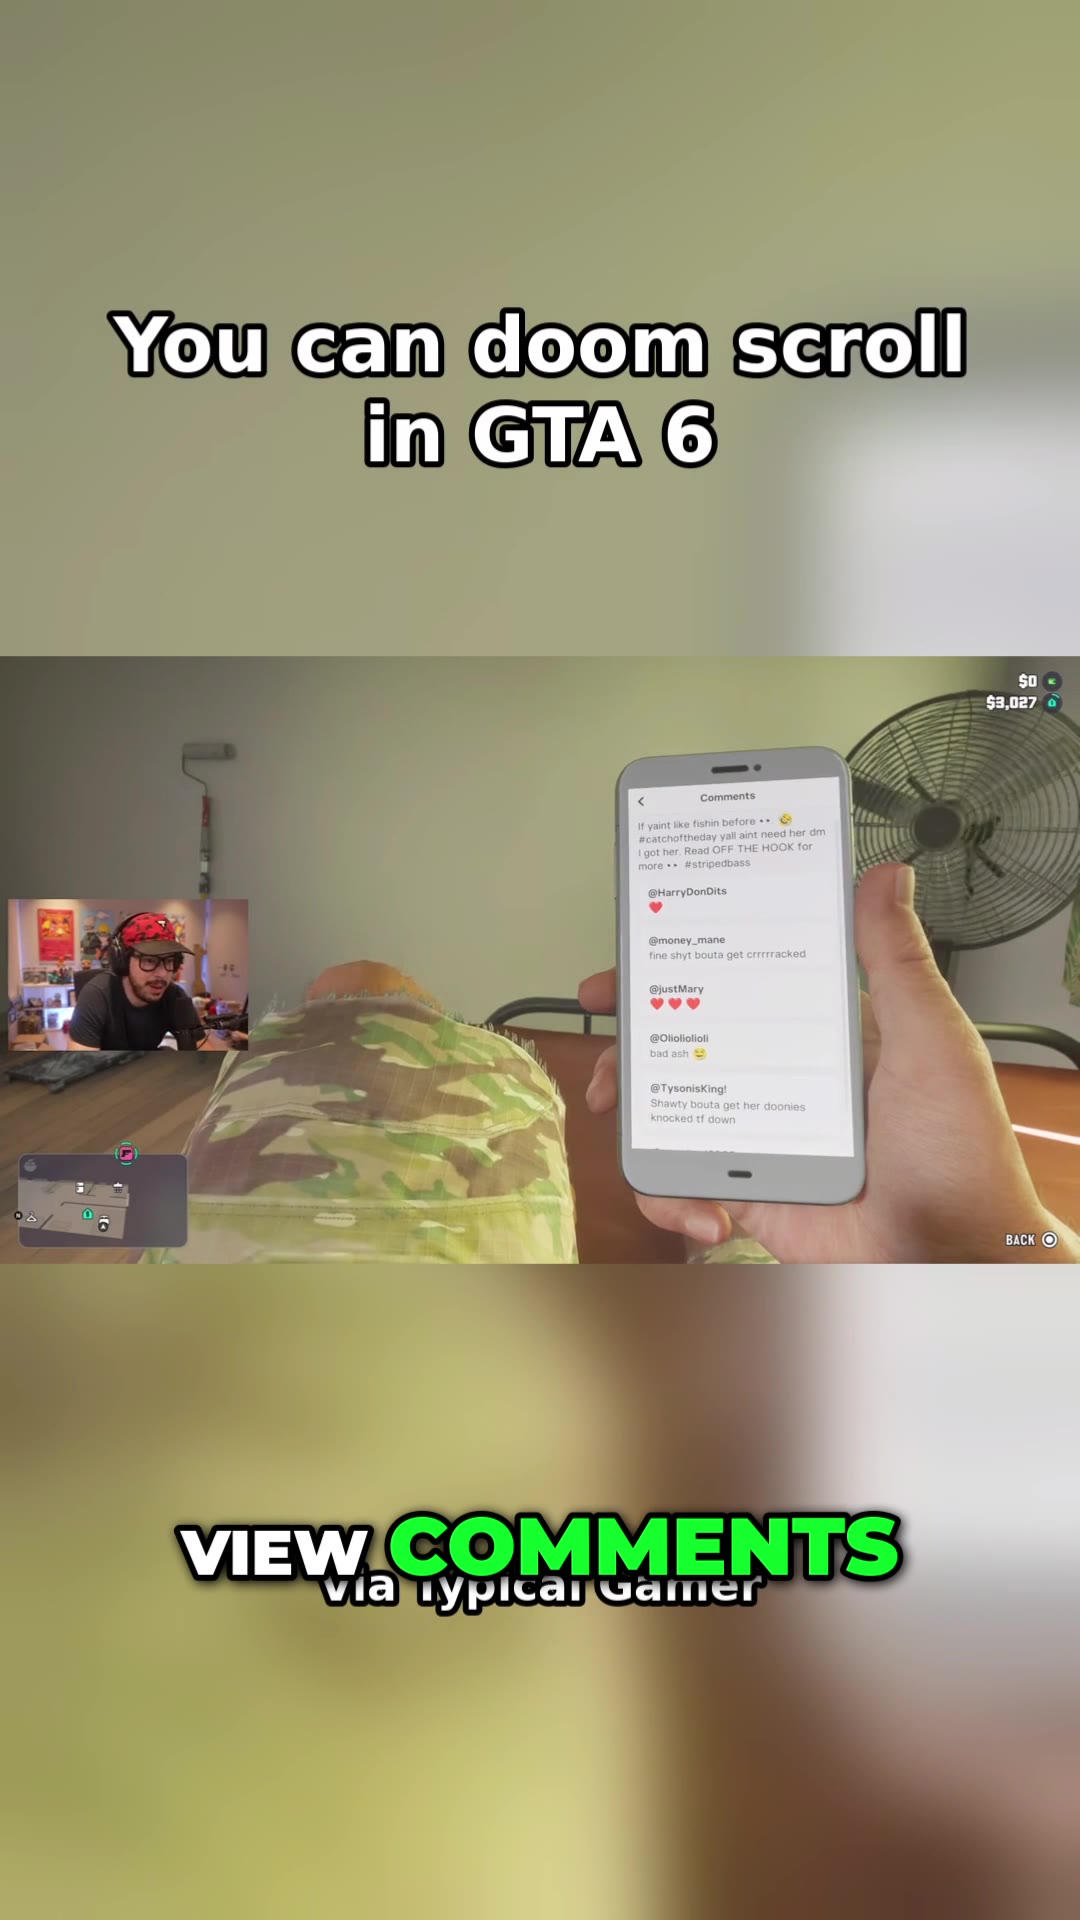 You can doom scroll
in GTA 6
$0
$3,027
Comments
If yaint like fishin before 👀 🤣
#catchoftheday yall aint need her dm
I got her. Read OFF THE HOOK for
more 👀 #stripedbass
@HarryDonDits
❤️
@money_mane
fine shyt bouta get crrrrracked
@justMary
❤️ ❤️ ❤️
@Olioliolioli
bad ash 😂
@TysonisKing!
Shawty bouta get her doonies
knocked tf down
BACK
VIEW COMMENTS
via Typical Gamer